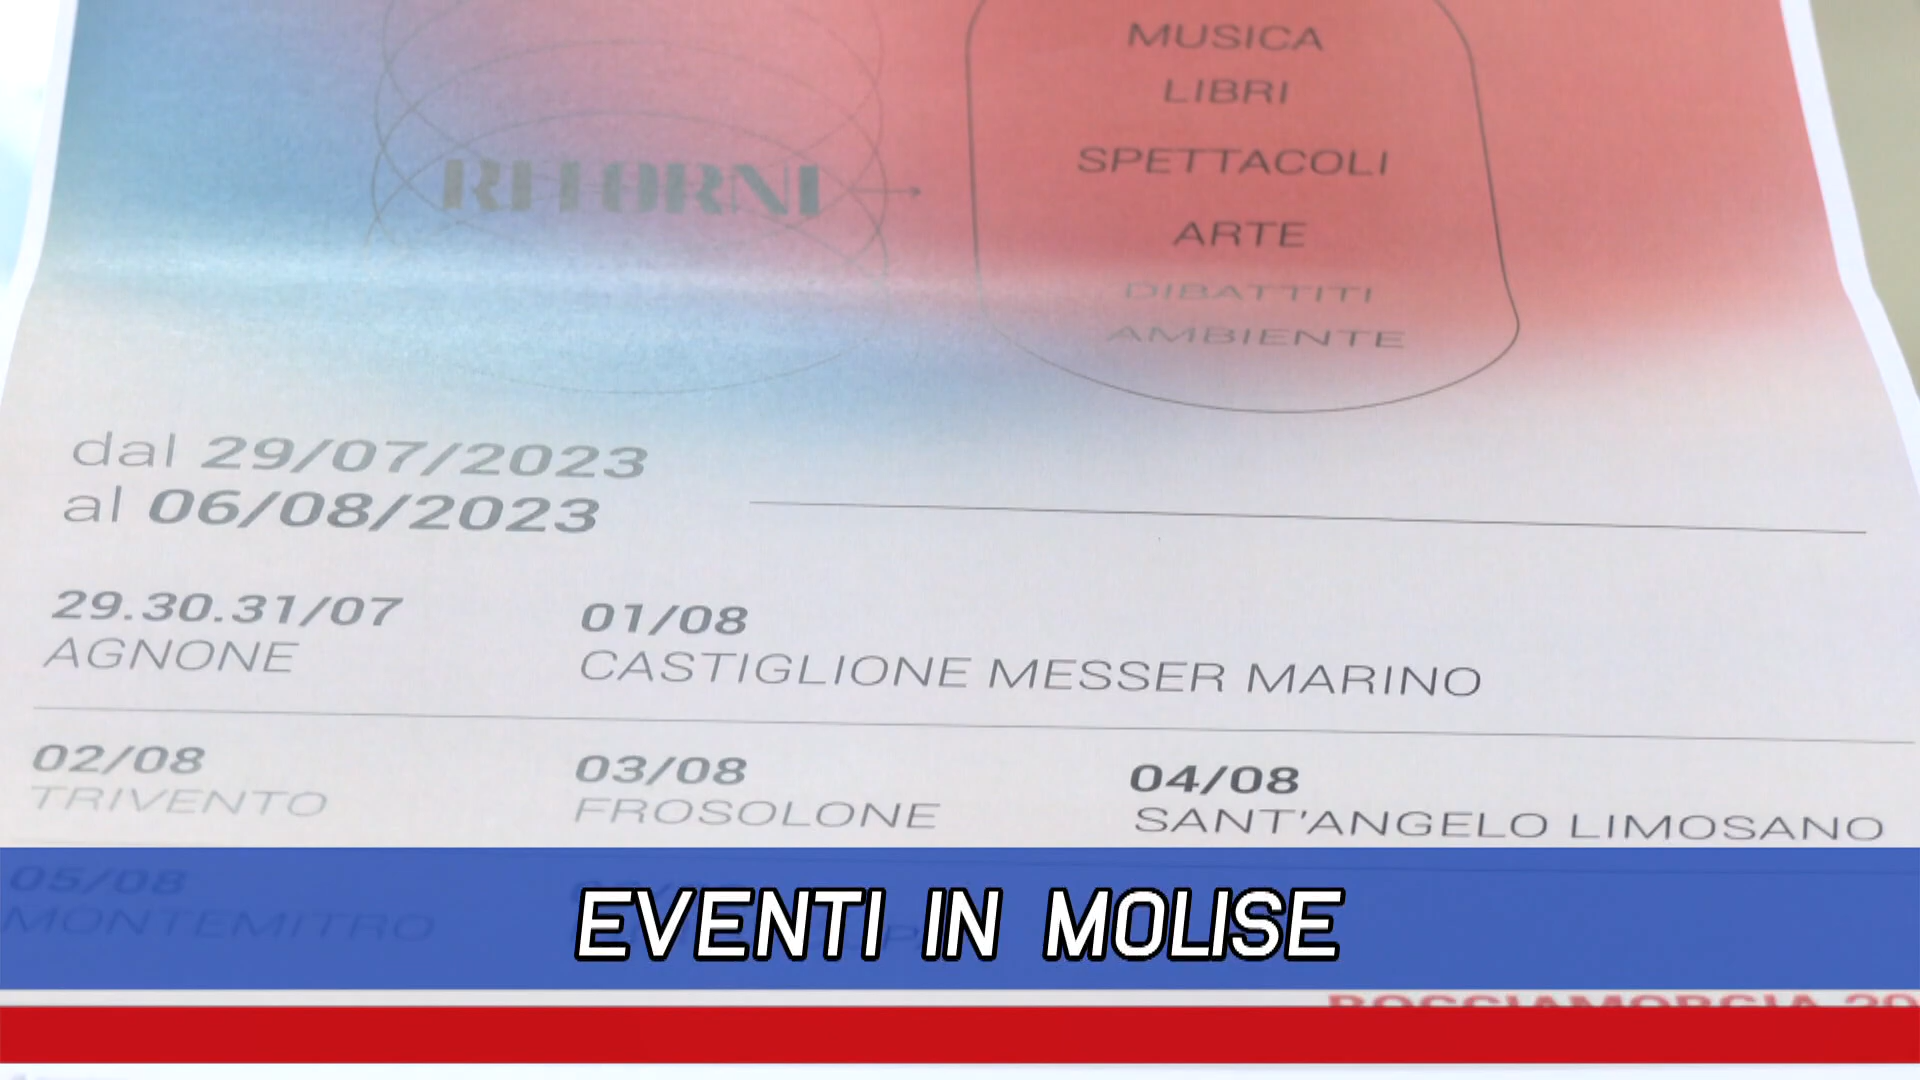 MUSICA
LIBRI
SPETTACOLI
RITORNI
ARTE
DIBATTITI
AMBIENTE
dal 29/07/2023
al 06/08/2023
29.30.31/07
AGNONE
01/08
CASTIGLIONE MESSER MARINO
02/08
TRIVENTO
03/08
FROSOLONE
04/08
SANT'ANGELO LIMOSANO
05/08
MONTEMITRO
EVENTI IN MOLISE